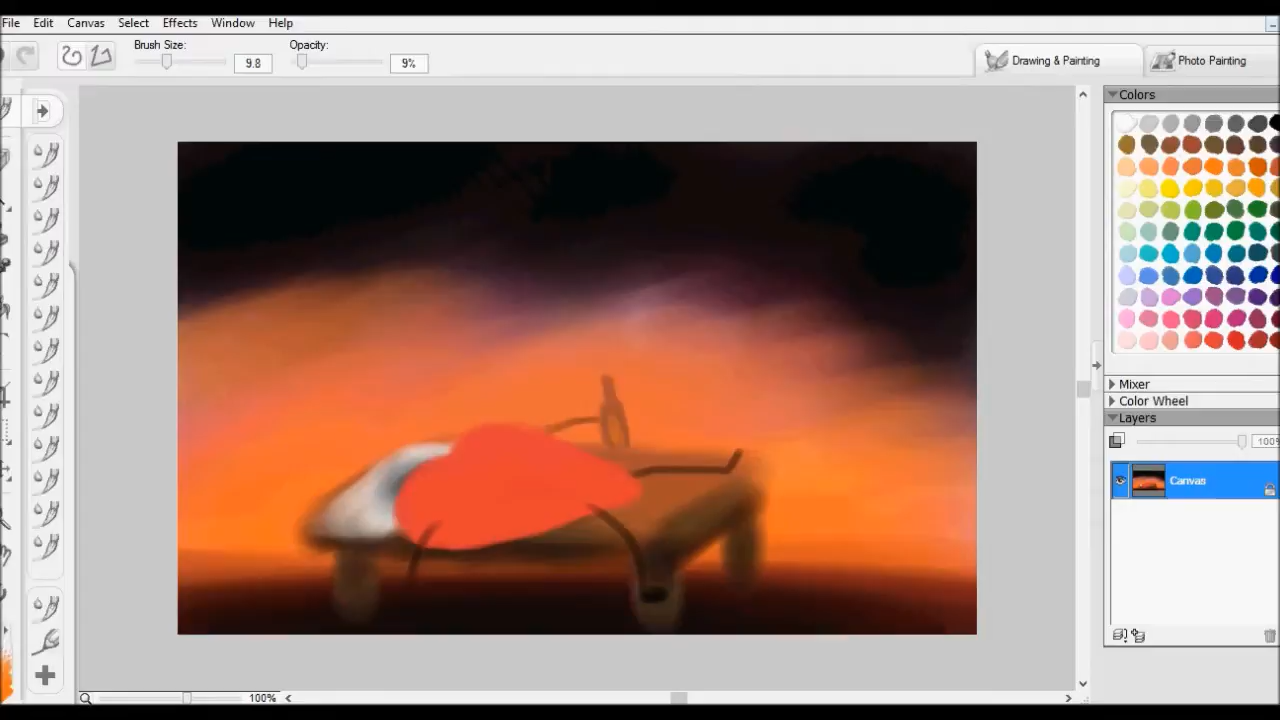 File Edit Canvas Select Effects Window Help
Brush Size: 9.8 Opacity: 9% Drawing & Painting Photo Painting
Colors
Mixer
Color Wheel
Layers
100%
Canvas
100%